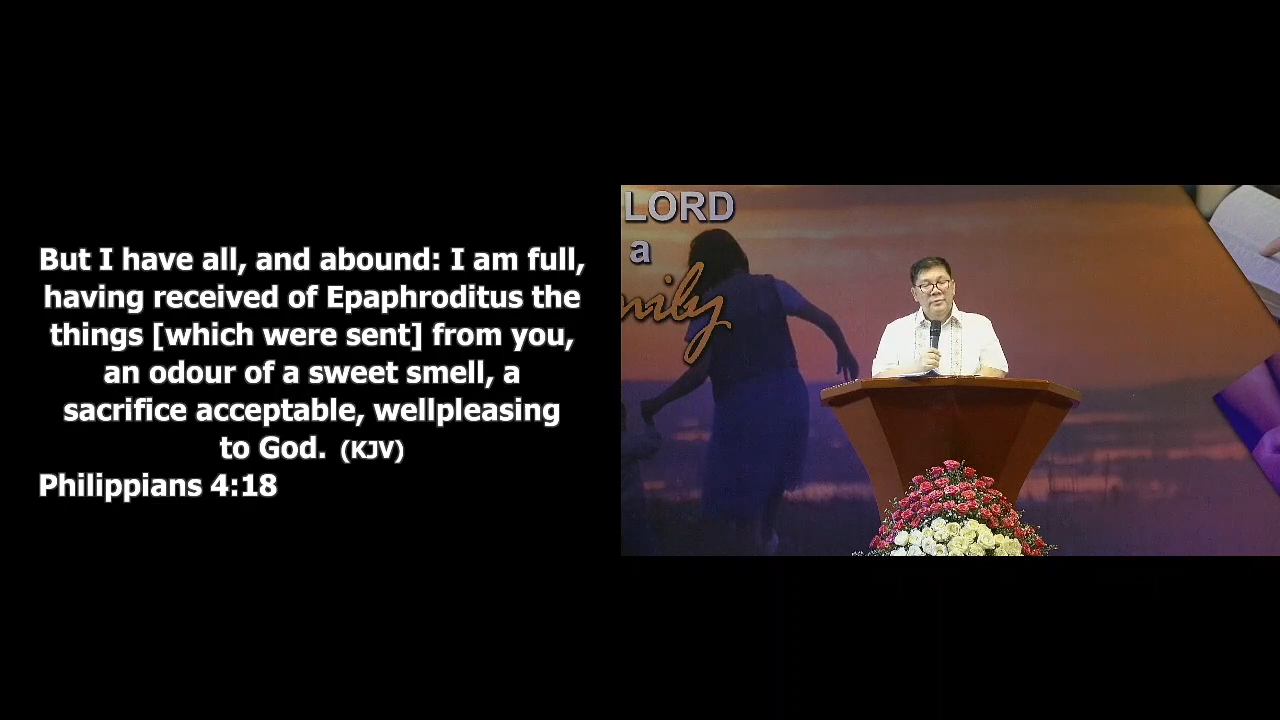 But I have all, and abound: I am full,
having received of Epaphroditus the
things [which were sent] from you,
an odour of a sweet smell, a
sacrifice acceptable, wellpleasing
to God. (KJV)
Philippians 4:18
LORD
a
mily